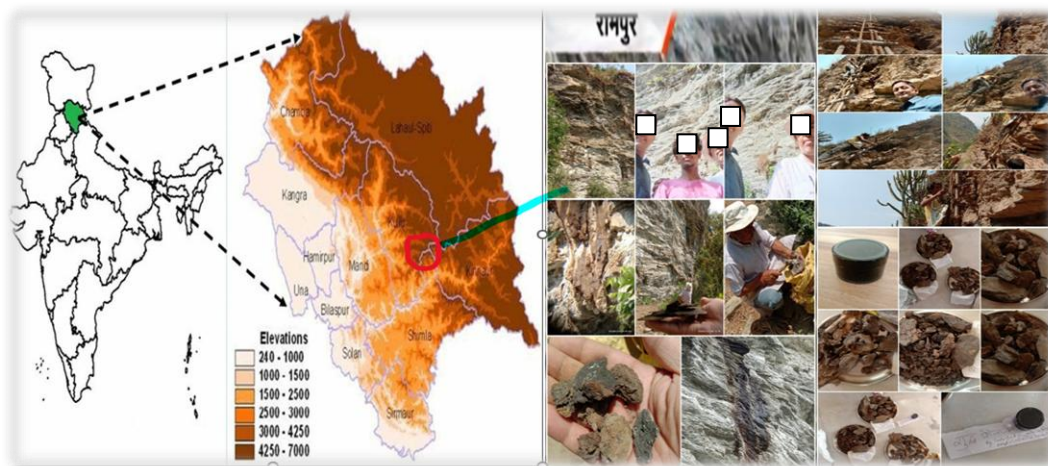 Chamba
Lahaul-Spiti
Kangra
Kullu
Hamirpur
Mandi
Kinnaur
Una
Bilaspur
Shimla
Solan
Sirmaur
Elevations
240 - 1000
1000 - 1500
1500 - 2500
2500 - 3000
3000 - 4250
4250 - 7000
रामपुर